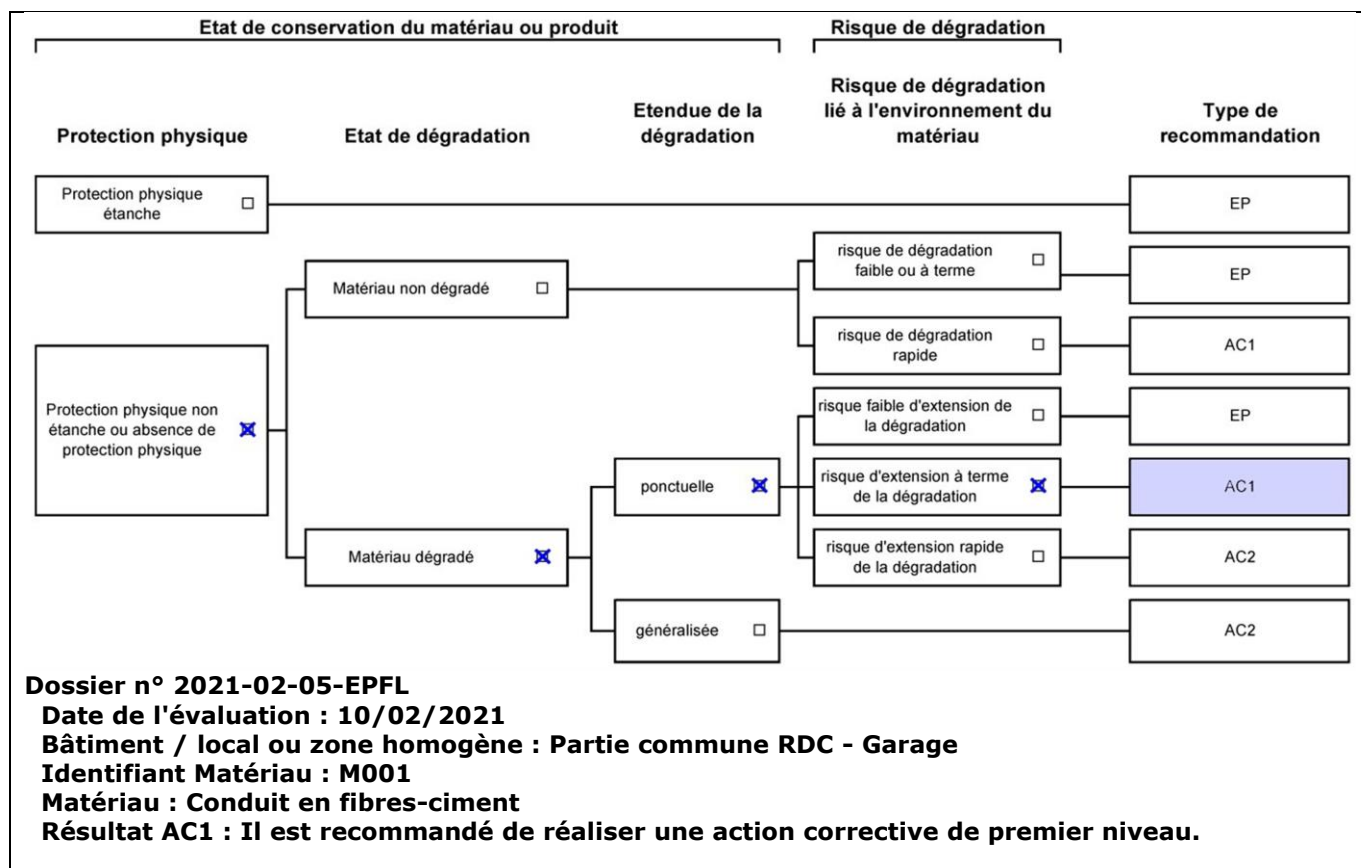 Etat de conservation du matériau ou produit
Risque de dégradation
Protection physique
Etat de dégradation
Etendue de la
dégradation
Risque de dégradation
lié à l'environnement du
matériau
Type de
recommandation
Protection physique
étanche
EP
Matériau non dégradé
risque de dégradation
faible ou à terme
EP
risque de dégradation
rapide
AC1
Protection physique non
étanche ou absence de
protection physique
risque faible d'extension de
la dégradation
EP
ponctuelle
risque d'extension à terme
de la dégradation
AC1
Matériau dégradé
risque d'extension rapide
de la dégradation
AC2
généralisée
AC2
Dossier n° 2021-02-05-EPFL
Date de l'évaluation : 10/02/2021
Bâtiment / local ou zone homogène : Partie commune RDC - Garage
Identifiant Matériau : M001
Matériau : Conduit en fibres-ciment
Résultat AC1 : Il est recommandé de réaliser une action corrective de premier niveau.